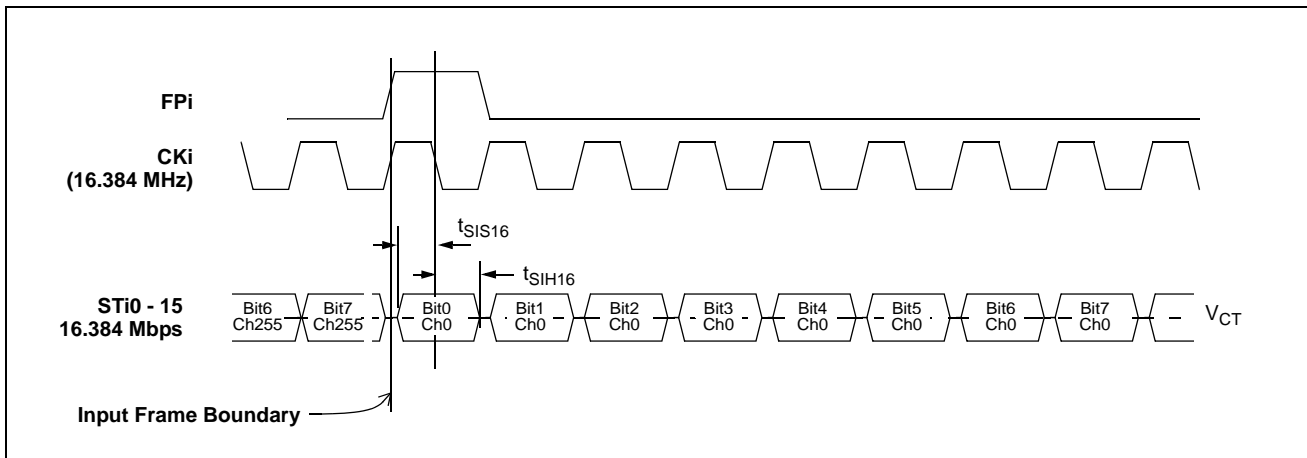 FPi
CKi
(16.384 MHz)
tSIS16
tSIH16
STi0 - 15
16.384 Mbps
Bit6 Ch255
Bit7 Ch255
Bit0 Ch0
Bit1 Ch0
Bit2 Ch0
Bit3 Ch0
Bit4 Ch0
Bit5 Ch0
Bit6 Ch0
Bit7 Ch0
VCT
Input Frame Boundary